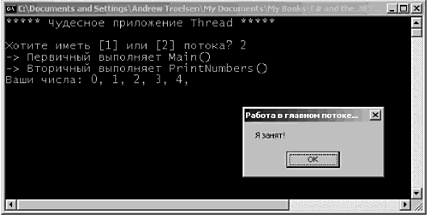 E:\Documents and Settings\Andrew Troelsen\My Documents\My Books\C# and the .NET...
***** Чудесное приложение Thread *****
Хотите иметь [1] или [2] потока? 2
-> Первичный выполняет Main()
-> Вторичный выполняет PrintNumbers()
Ваши числа: 0, 1, 2, 3, 4,
Работа в главном потоке...
Я занят!
OK